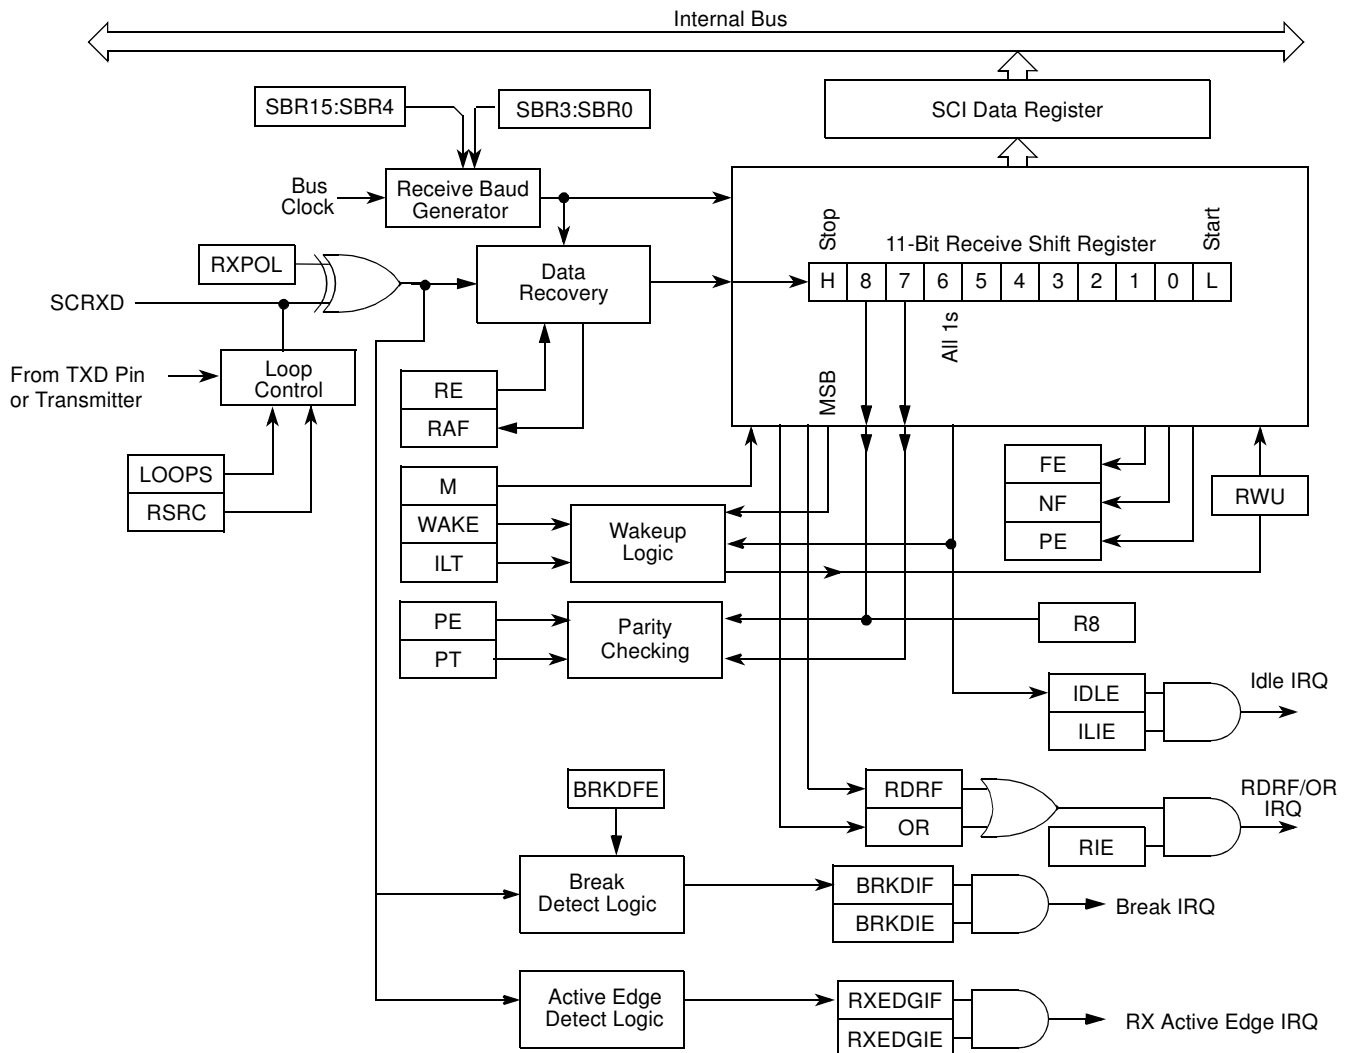 Internal Bus
SBR15:SBR4
SBR3:SBR0
SCI Data Register
Bus
Clock
Receive Baud
Generator
RXPOL
SCRXD
Data
Recovery
Stop
11-Bit Receive Shift Register
Start
H 8 7 6 5 4 3 2 1 0 L
All 1s
MSB
From TXD Pin
or Transmitter
Loop
Control
RE
RAF
LOOPS
RSRC
M
WAKE
ILT
Wakeup
Logic
FE
NF
PE
RWU
PE
PT
Parity
Checking
R8
IDLE
ILIE
Idle IRQ
BRKDFE
RDRF
OR
RIE
RDRF/OR
IRQ
Break
Detect Logic
BRKDIF
BRKDIE
Break IRQ
Active Edge
Detect Logic
RXEDGIF
RXEDGIE
RX Active Edge IRQ